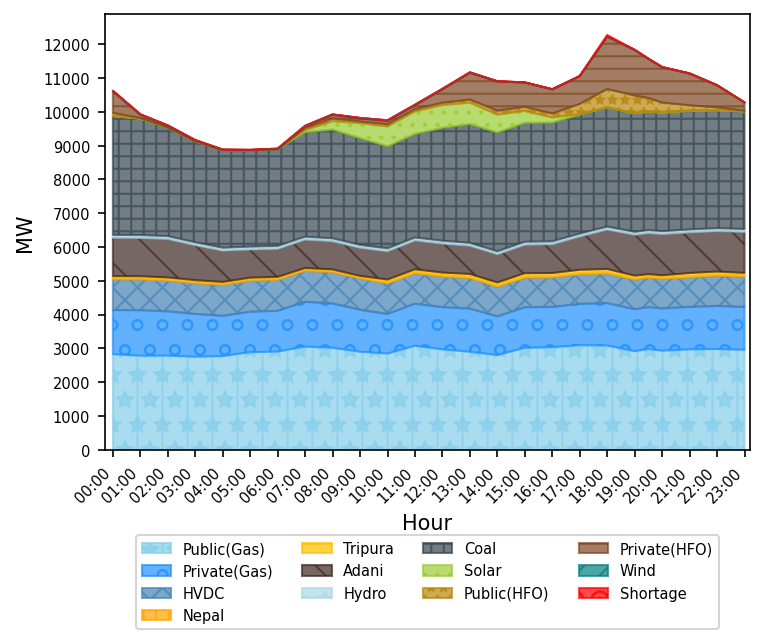 12000
11000
10000
9000
8000
7000
6000
5000
4000
3000
2000
1000
0
MW
00:00 01:00 02:00 03:00 04:00 05:00 06:00 07:00 08:00 09:00 10:00 11:00 12:00 13:00 14:00 15:00 16:00 17:00 18:00 19:00 20:00 21:00 22:00 23:00
Hour
Public(Gas) Tripura Coal Private(HFO)
Private(Gas) Adani Solar Wind
HVDC Hydro Public(HFO) Shortage
Nepal